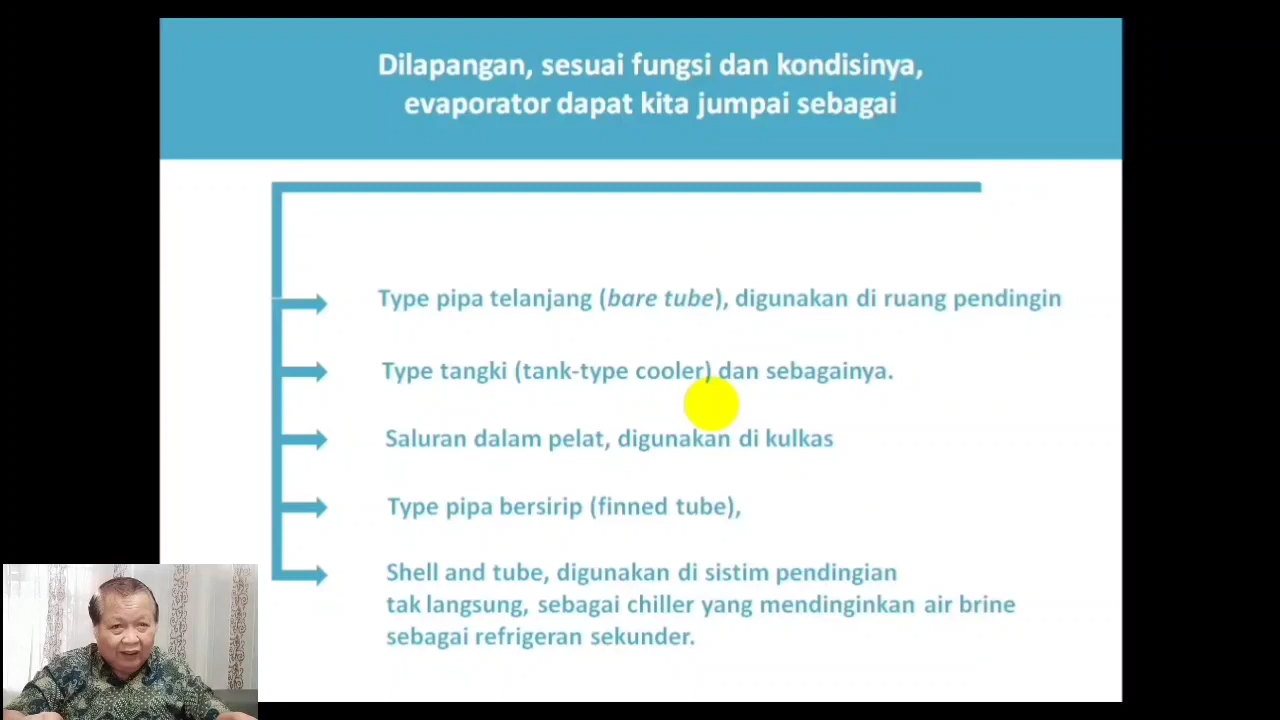 Dilapangan, sesuai fungsi dan kondisinya,
evaporator dapat kita jumpai sebagai
Type pipa telanjang (bare tube), digunakan di ruang pendingin
Type tangki (tank-type cooler) dan sebagainya.
Saluran dalam pelat, digunakan di kulkas
Type pipa bersirip (finned tube),
Shell and tube, digunakan di sistim pendingian
tak langsung, sebagai chiller yang mendinginkan air brine
sebagai refrigeran sekunder.